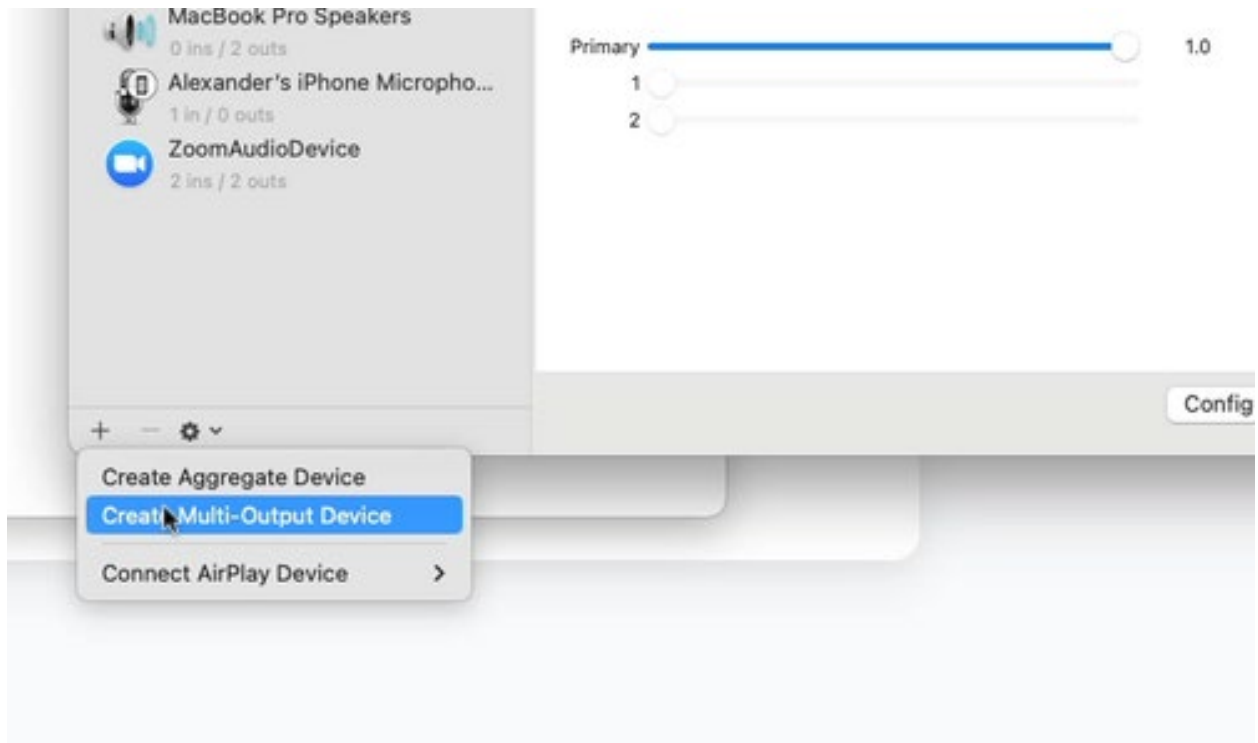 MacBook Pro Speakers
0 ins / 2 outs
Alexander's iPhone Micropho...
1 in / 0 outs
ZoomAudioDevice
2 ins / 2 outs
Primary 1.0
1
2
Config
Create Aggregate Device
Create Multi-Output Device
Connect AirPlay Device